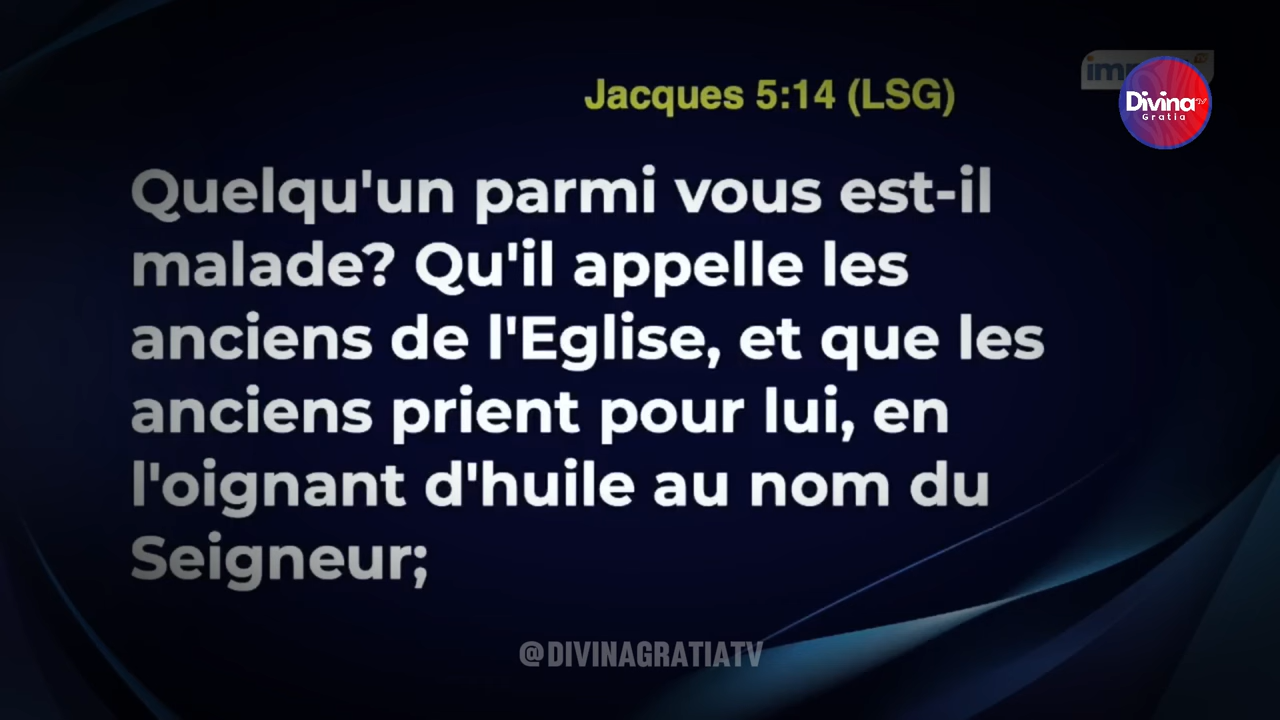 Jacques 5:14 (LSG)
Divina TV
Gratia
Quelqu'un parmi vous est-il
malade? Qu'il appelle les
anciens de l'Eglise, et que les
anciens prient pour lui, en
l'oignant d'huile au nom du
Seigneur;
@DIVINAGRATIATV